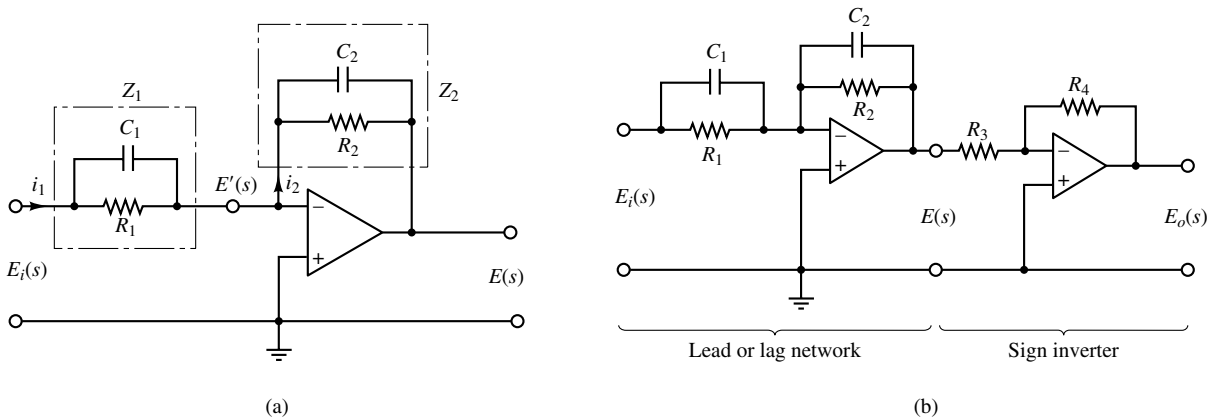 C₂
Z₁
Z₂
C₁
R₂
i₁
E′(s)
i₂
R₁
−
+
Eᵢ(s)
E(s)
(a)
C₂
C₁
R₂
R₄
R₁
R₃
−
+
−
+
Eᵢ(s)
E(s)
Eₒ(s)
Lead or lag network
Sign inverter
(b)